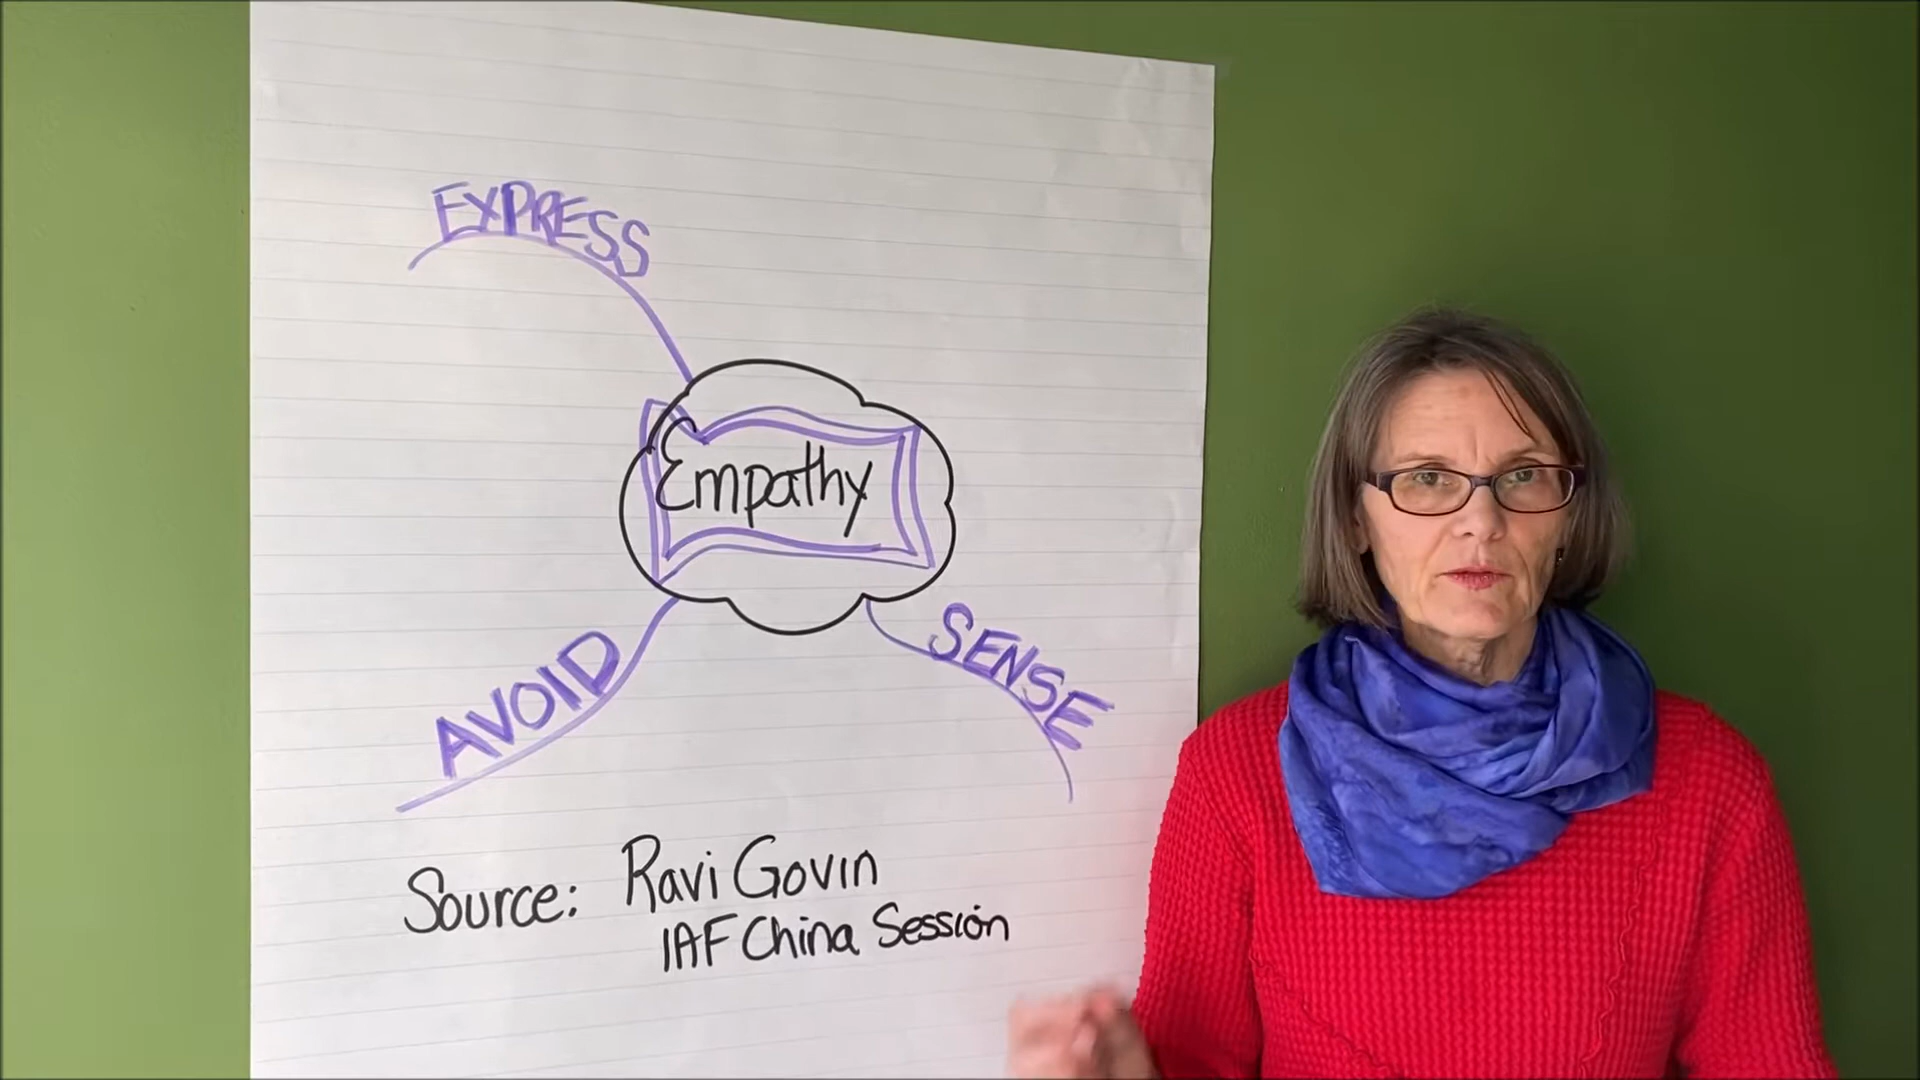 EXPRESS
Empathy
AVOID
SENSE
Source: Ravi Govin
IAF China Session